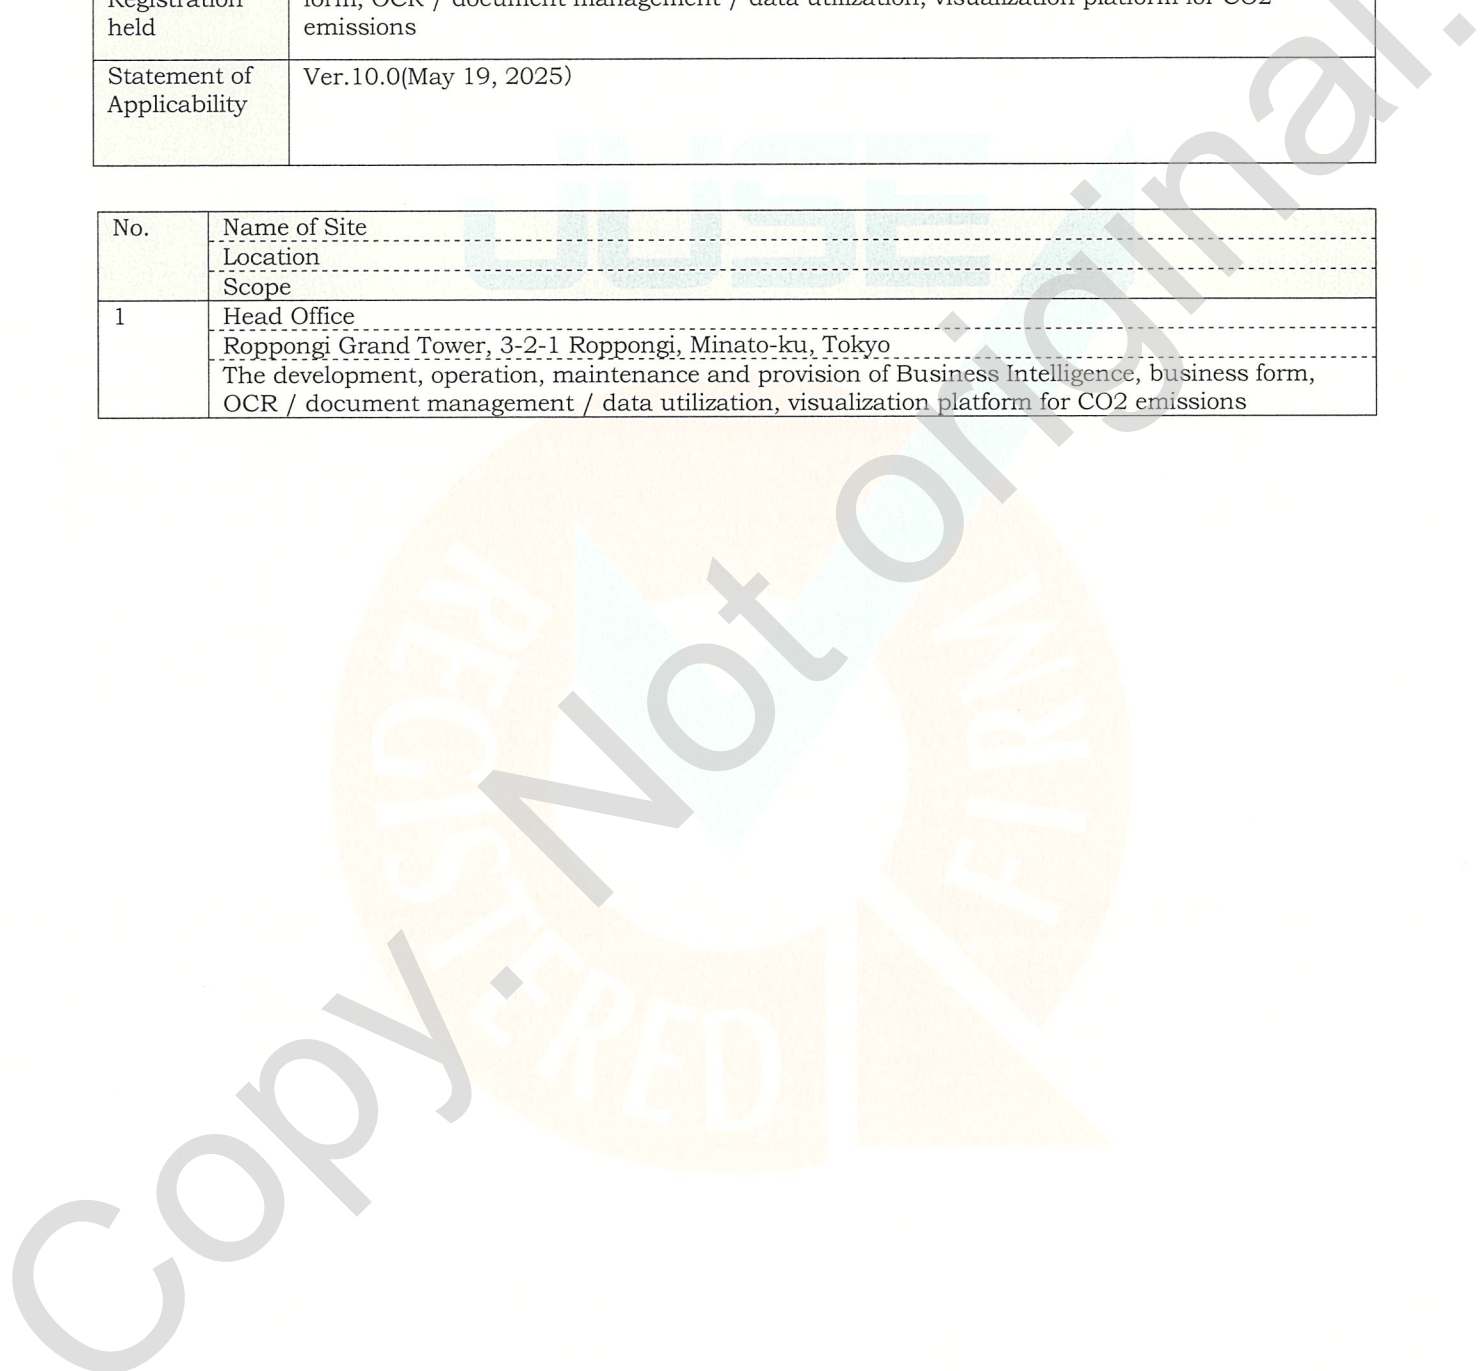 Registration
form, OCR / document management / data utilization, visualization platform for CO2
held
emissions
Statement of
Ver.10.0(May 19, 2025)
Applicability
No.
Name of Site
Location
Scope
1
Head Office
Roppongi Grand Tower, 3-2-1 Roppongi, Minato-ku, Tokyo
The development, operation, maintenance and provision of Business Intelligence, business form,
OCR / document management / data utilization, visualization platform for CO2 emissions
JUSE
REGISTERED
FIRM
Copy. Not original.